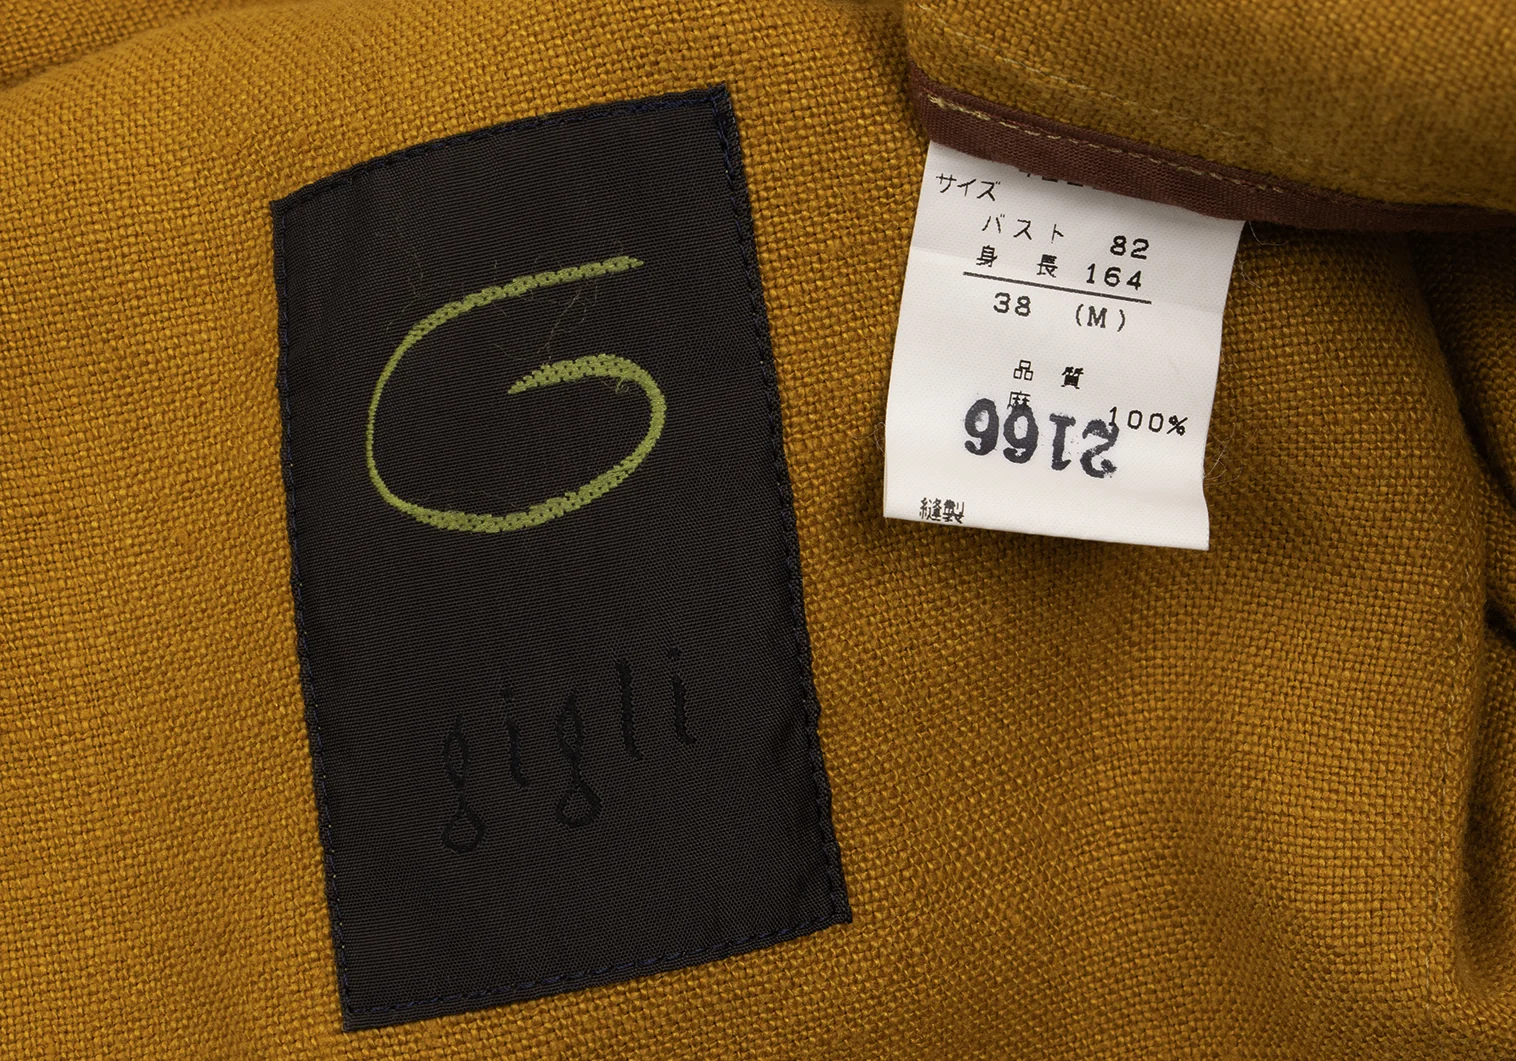 G
gigli
サイズ
バスト 82
身長 164
38 (M)
品質
麻 100%
2166
縫製